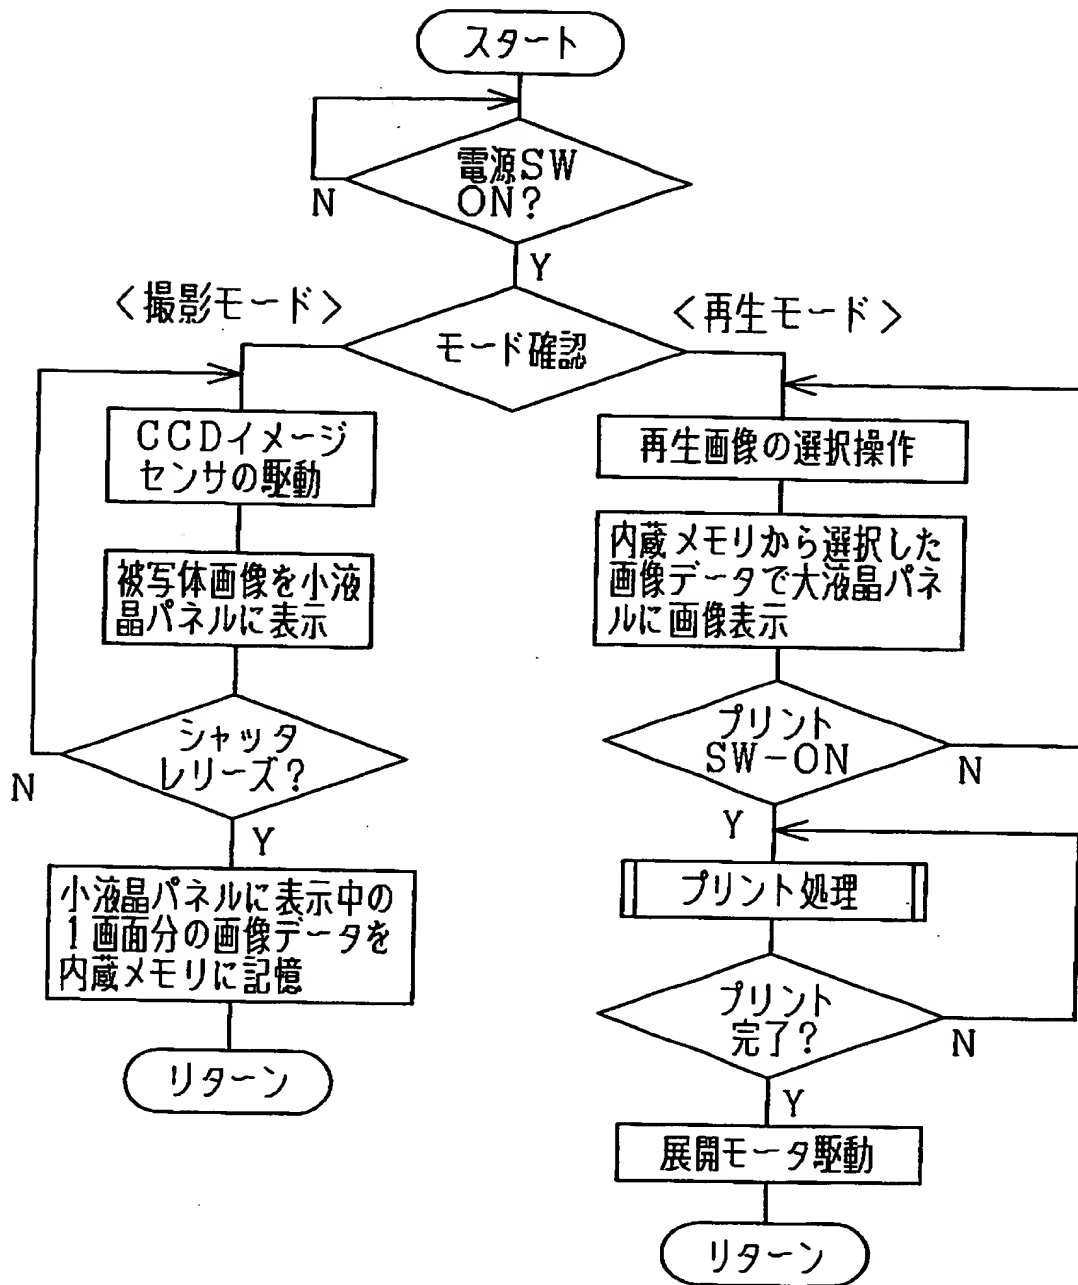 スタート
電源SW
ON?
N
Y
<撮影モード>
モード確認
<再生モード>
CCDイメージ
センサの駆動
被写体画像を小液
晶パネルに表示
シャッタ
レリーズ?
N
Y
小液晶パネルに表示中の
1画面分の画像データを
内蔵メモリに記憶
リターン
再生画像の選択操作
内蔵メモリから選択した
画像データで大液晶パネ
ルに画像表示
プリント
SW-ON
N
Y
プリント処理
プリント
完了?
N
Y
展開モータ駆動
リターン